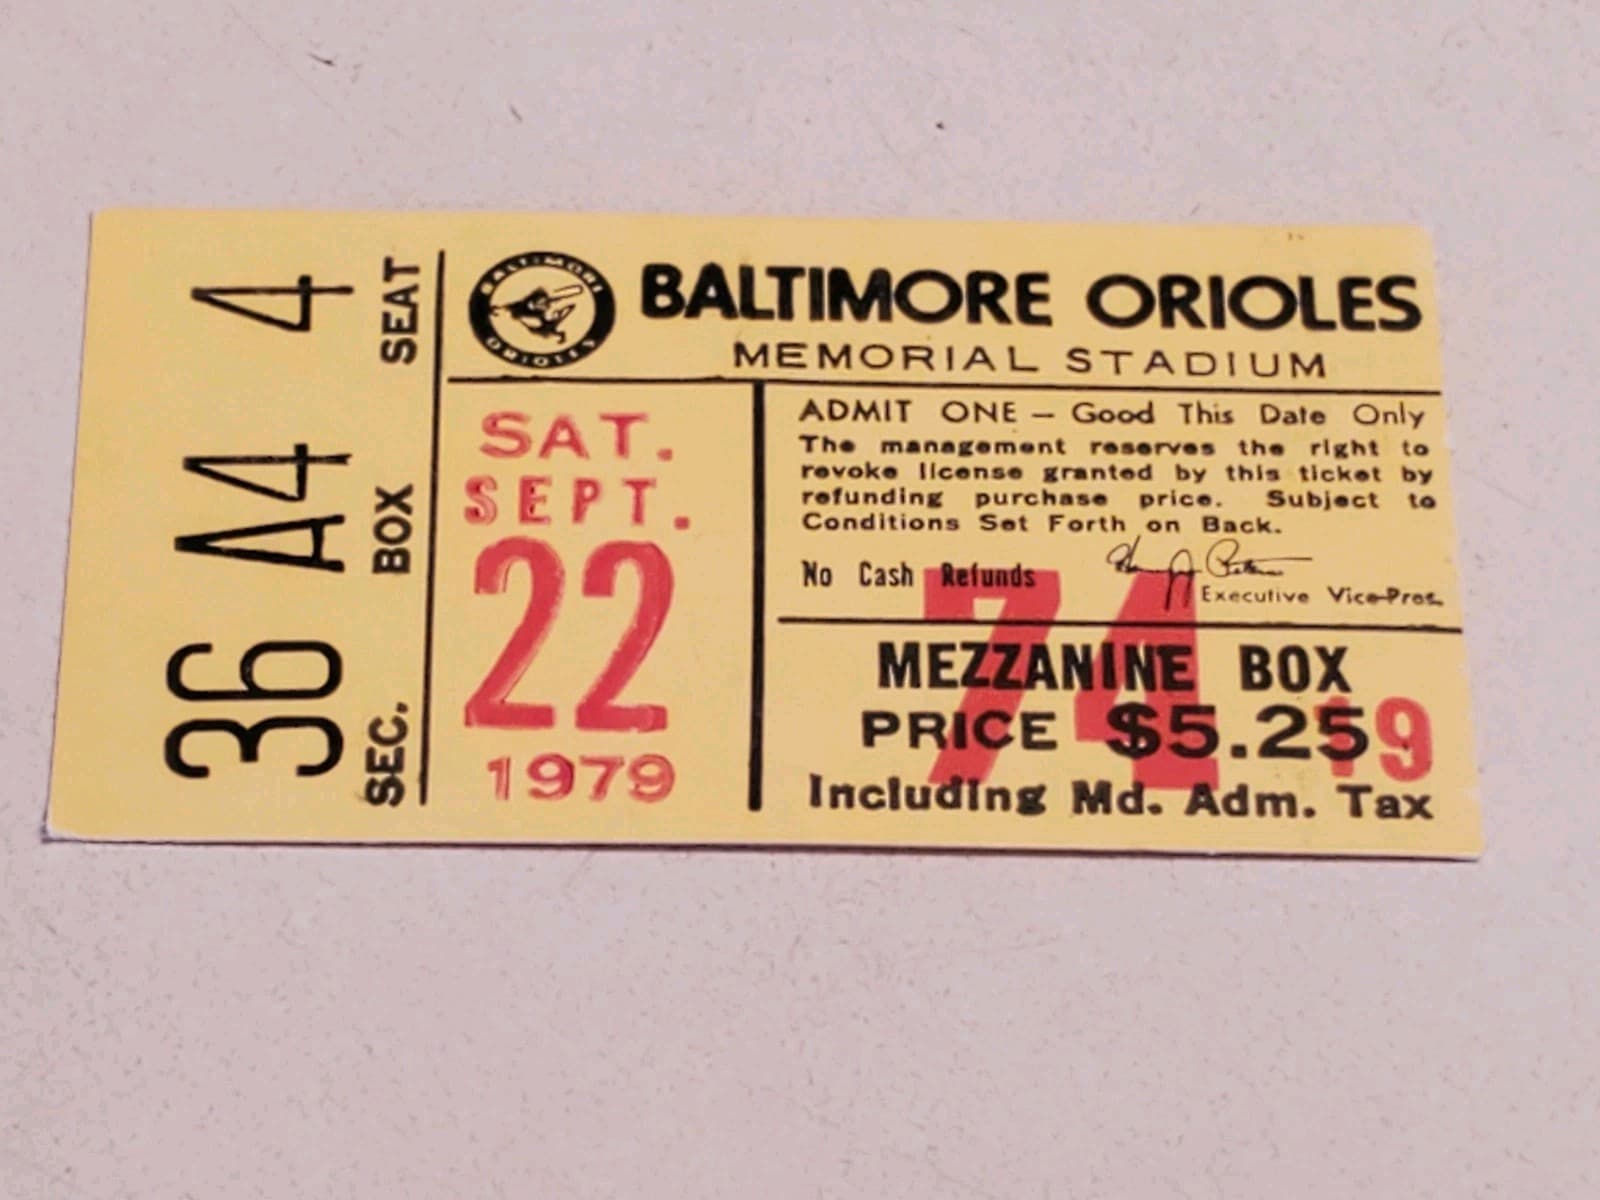 36 A4 4
SEC. BOX SEAT
BALTIMORE
ORIOLES
BALTIMORE ORIOLES
MEMORIAL STADIUM
SAT.
SEPT.
22
1979
ADMIT ONE — Good This Date Only
The management reserves the right to
revoke license granted by this ticket by
refunding purchase price. Subject to
Conditions Set Forth on Back.
No Cash Refunds
Executive Vice-Pres.
74
MEZZANINE BOX
PRICE $5.25
19
Including Md. Adm. Tax